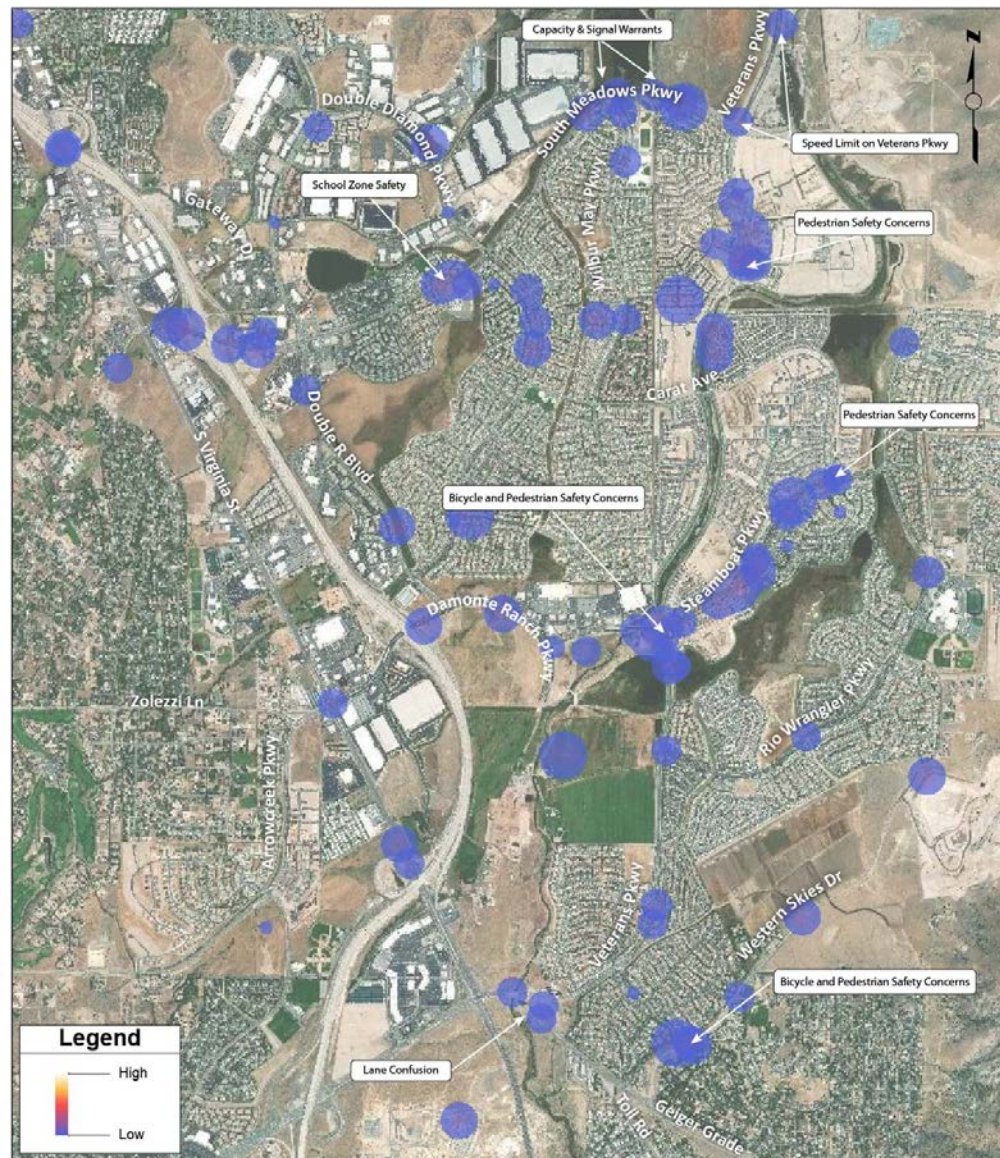 Capacity & Signal Warrants
Veterans Pkwy
N
Double Diamond Pkwy
South Meadows Pkwy
Speed Limit on Veterans Pkwy
School Zone Safety
Wilbur May Pkwy
Gateway Dr
Pedestrian Safety Concerns
Carat Ave
Double R Blvd
Pedestrian Safety Concerns
S Virginia St
Bicycle and Pedestrian Safety Concerns
Steamboat Pkwy
Damonte Ranch Pkwy
Zolezzi Ln
Rio Wrangler Pkwy
Arrowcreek Pkwy
Veterans Pkwy
Western Skies Dr
Bicycle and Pedestrian Safety Concerns
Lane Confusion
Toll Rd
Geiger Grade
Legend
High
Low